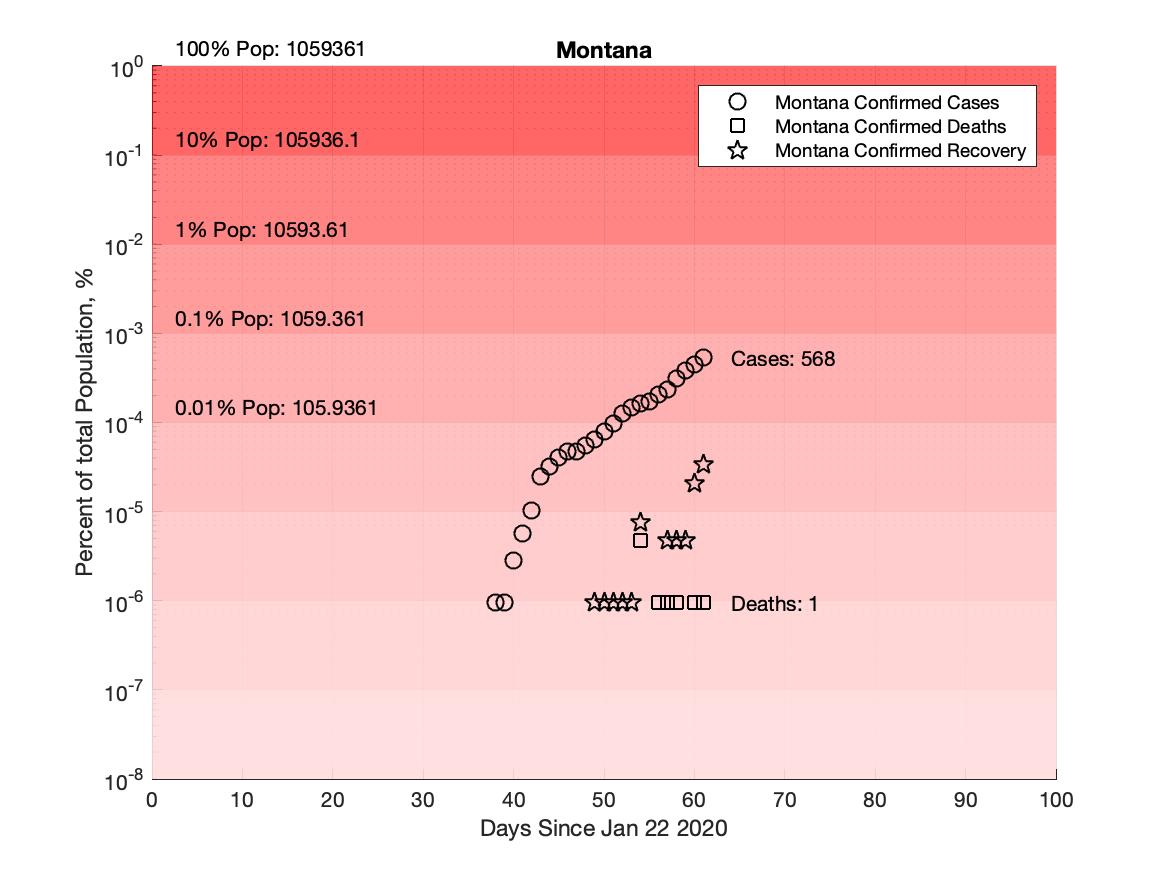 Montana
100% Pop: 1059361
10% Pop: 105936.1
1% Pop: 10593.61
0.1% Pop: 1059.361
0.01% Pop: 105.9361
Montana Confirmed Cases
Montana Confirmed Deaths
Montana Confirmed Recovery
Cases: 568
Deaths: 1
Percent of total Population, %
10^0
10^-1
10^-2
10^-3
10^-4
10^-5
10^-6
10^-7
10^-8
0 10 20 30 40 50 60 70 80 90 100
Days Since Jan 22 2020